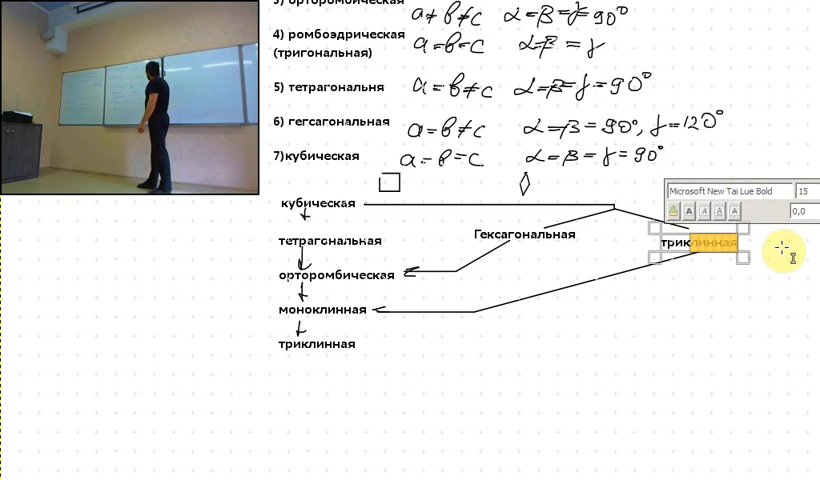 3) орторомбическая a ≠ b ≠ c α = β = γ = 90°
4) ромбоэдрическая
(тригональная) a = b = c α = β = γ
5) тетрагональня a = b ≠ c α = β = γ = 90°
6) гегсагональная a = b ≠ c α = β = 90°, γ = 120°
7)кубическая a = b = c α = β = γ = 90°
Microsoft New Tai Lue Bold 15
A A A A 0,0
кубическая
тетрагональная Гексагональная триклинная
орторомбическая
моноклинная
триклинная